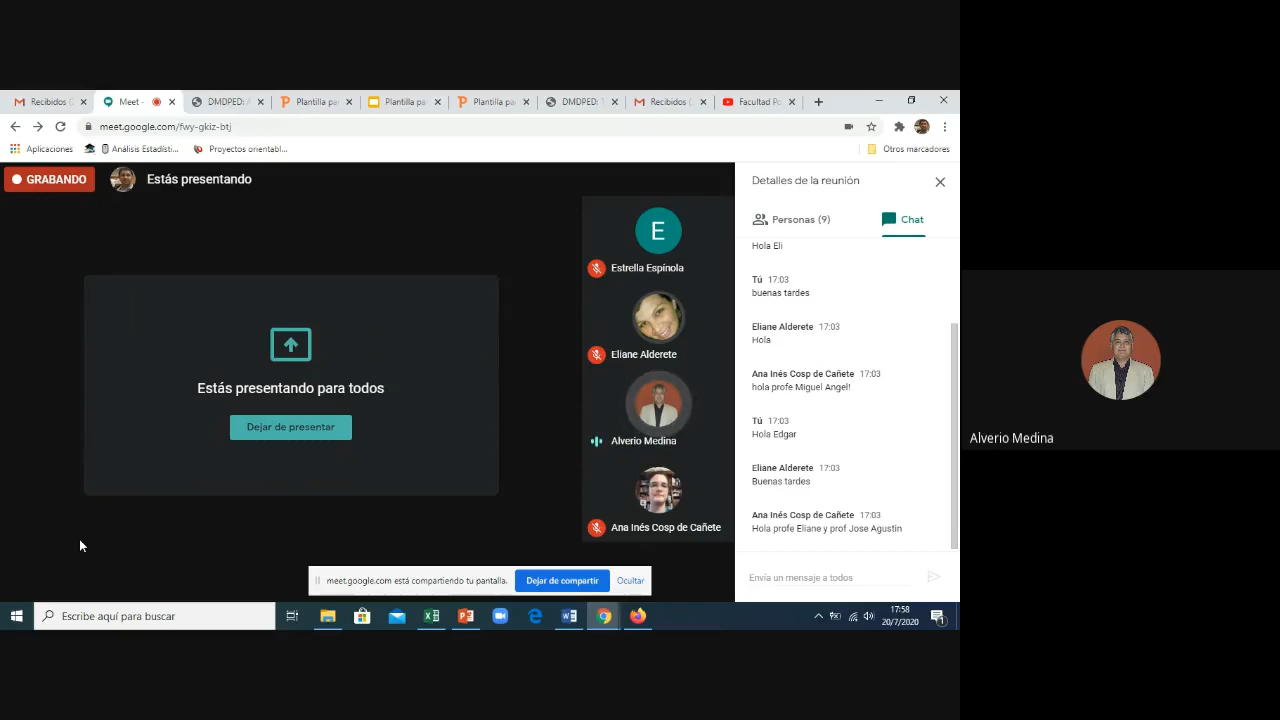 Recibidos (
Meet -
DMDPED: A
Plantilla pa
Plantilla pa
Plantilla pa
DMDPED: T
Recibidos (
Facultad Po
meet.google.com/fwy-gkiz-btj
Aplicaciones
Análisis Estadísti...
Proyectos orientabl...
Otros marcadores
GRABANDO
Estás presentando
Estás presentando para todos
Dejar de presentar
E
Estrella Espínola
Eliane Alderete
Alverio Medina
Ana Inés Cosp de Cañete
Detalles de la reunión
Personas (9)
Chat
Hola Eli
Tú 17:03
buenas tardes
Eliane Alderete 17:03
Hola
Ana Inés Cosp de Cañete 17:03
hola profe Miguel Angel!
Tú 17:03
Hola Edgar
Eliane Alderete 17:03
Buenas tardes
Ana Inés Cosp de Cañete 17:03
Hola profe Eliane y prof Jose Agustin
Envía un mensaje a todos
meet.google.com está compartiendo tu pantalla.
Dejar de compartir
Ocultar
Escribe aquí para buscar
17:58
20/7/2020
1
Alverio Medina